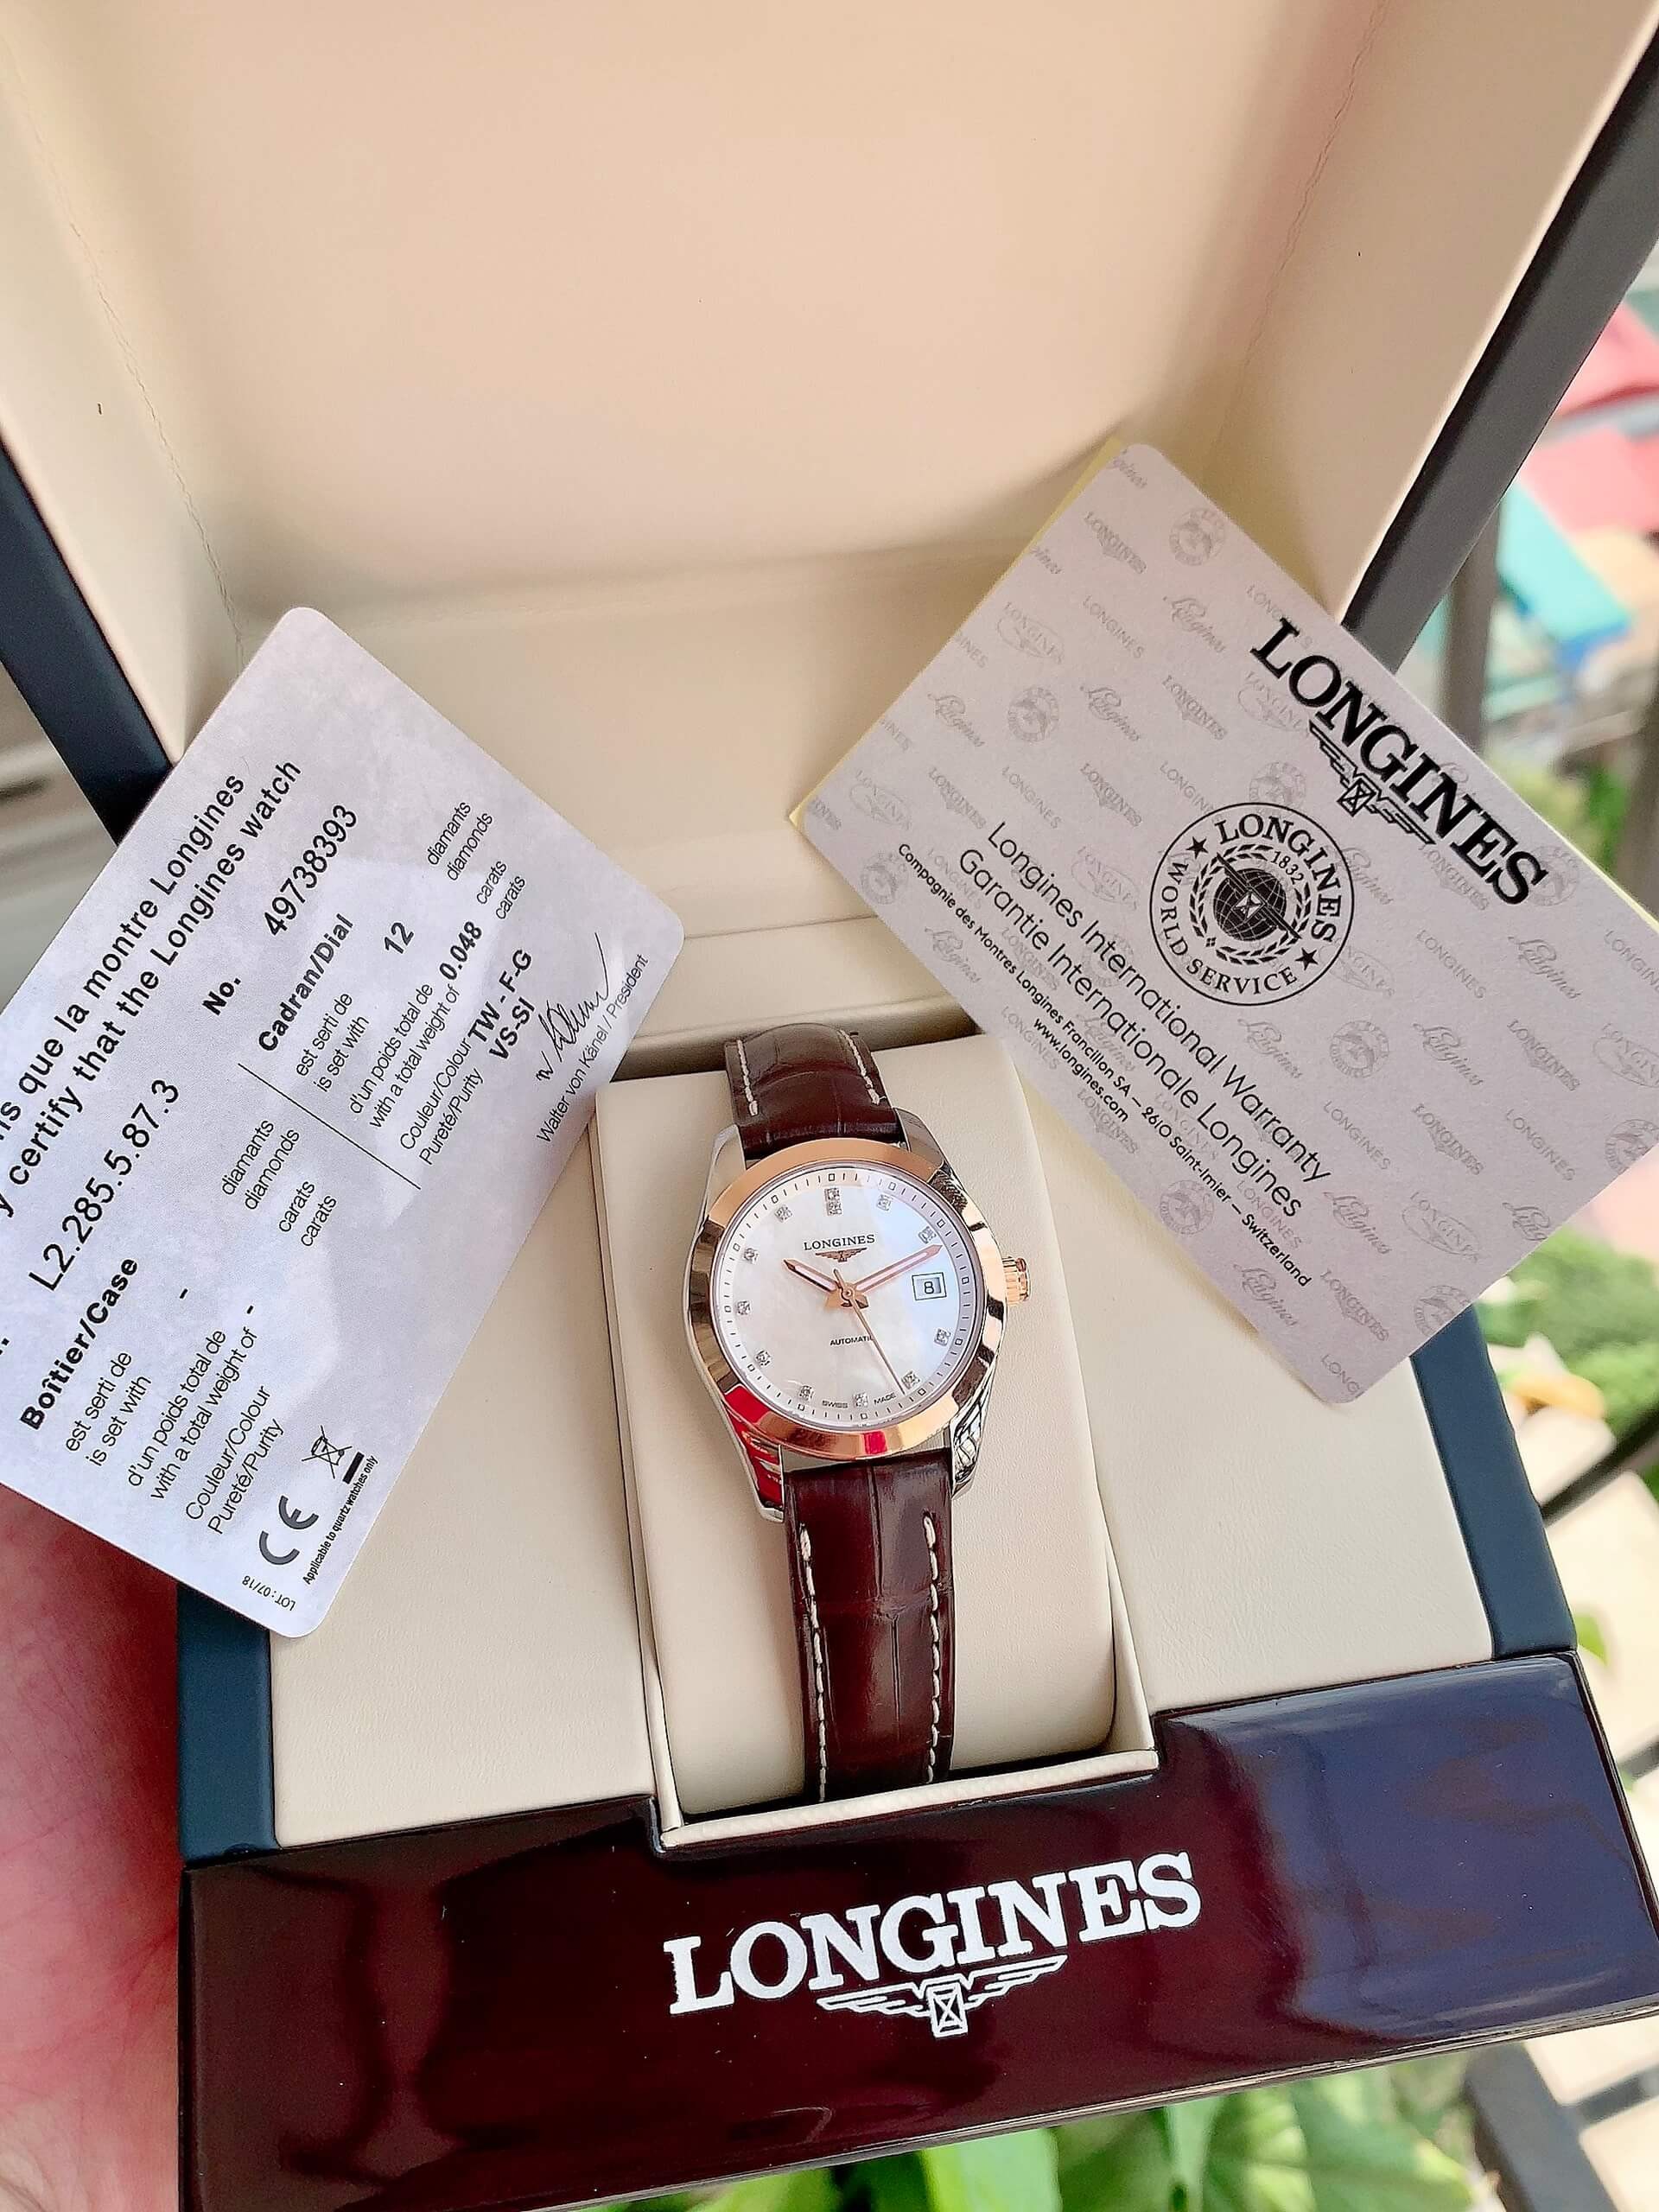 ns que la montre Longines
y certify that the Longines watch
L2.285.5.87.3
No. 49738393
Boîtier/Case
est serti de - diamants
is set with diamonds
d'un poids total de carats
with a total weight of - carats
Couleur/Colour
Pureté/Purity
Cadran/Dial
est serti de 12 diamants
is set with diamonds
d'un poids total de carats
with a total weight of 0.048 carats
Couleur/Colour TW - F-G
Pureté/Purity VS-SI
Walter von Känel / President
CE
Applicable to quartz watches only
LOT : 07/18
LONGINES
LONGINES
1832
WORLD SERVICE
Longines International Warranty
Garantie Internationale Longines
Compagnie des Montres Longines Francillon SA – 2610 Saint-Imier – Switzerland
www.longines.com
LONGINES
8
AUTOMATIC
SWISS MADE
LONGINES